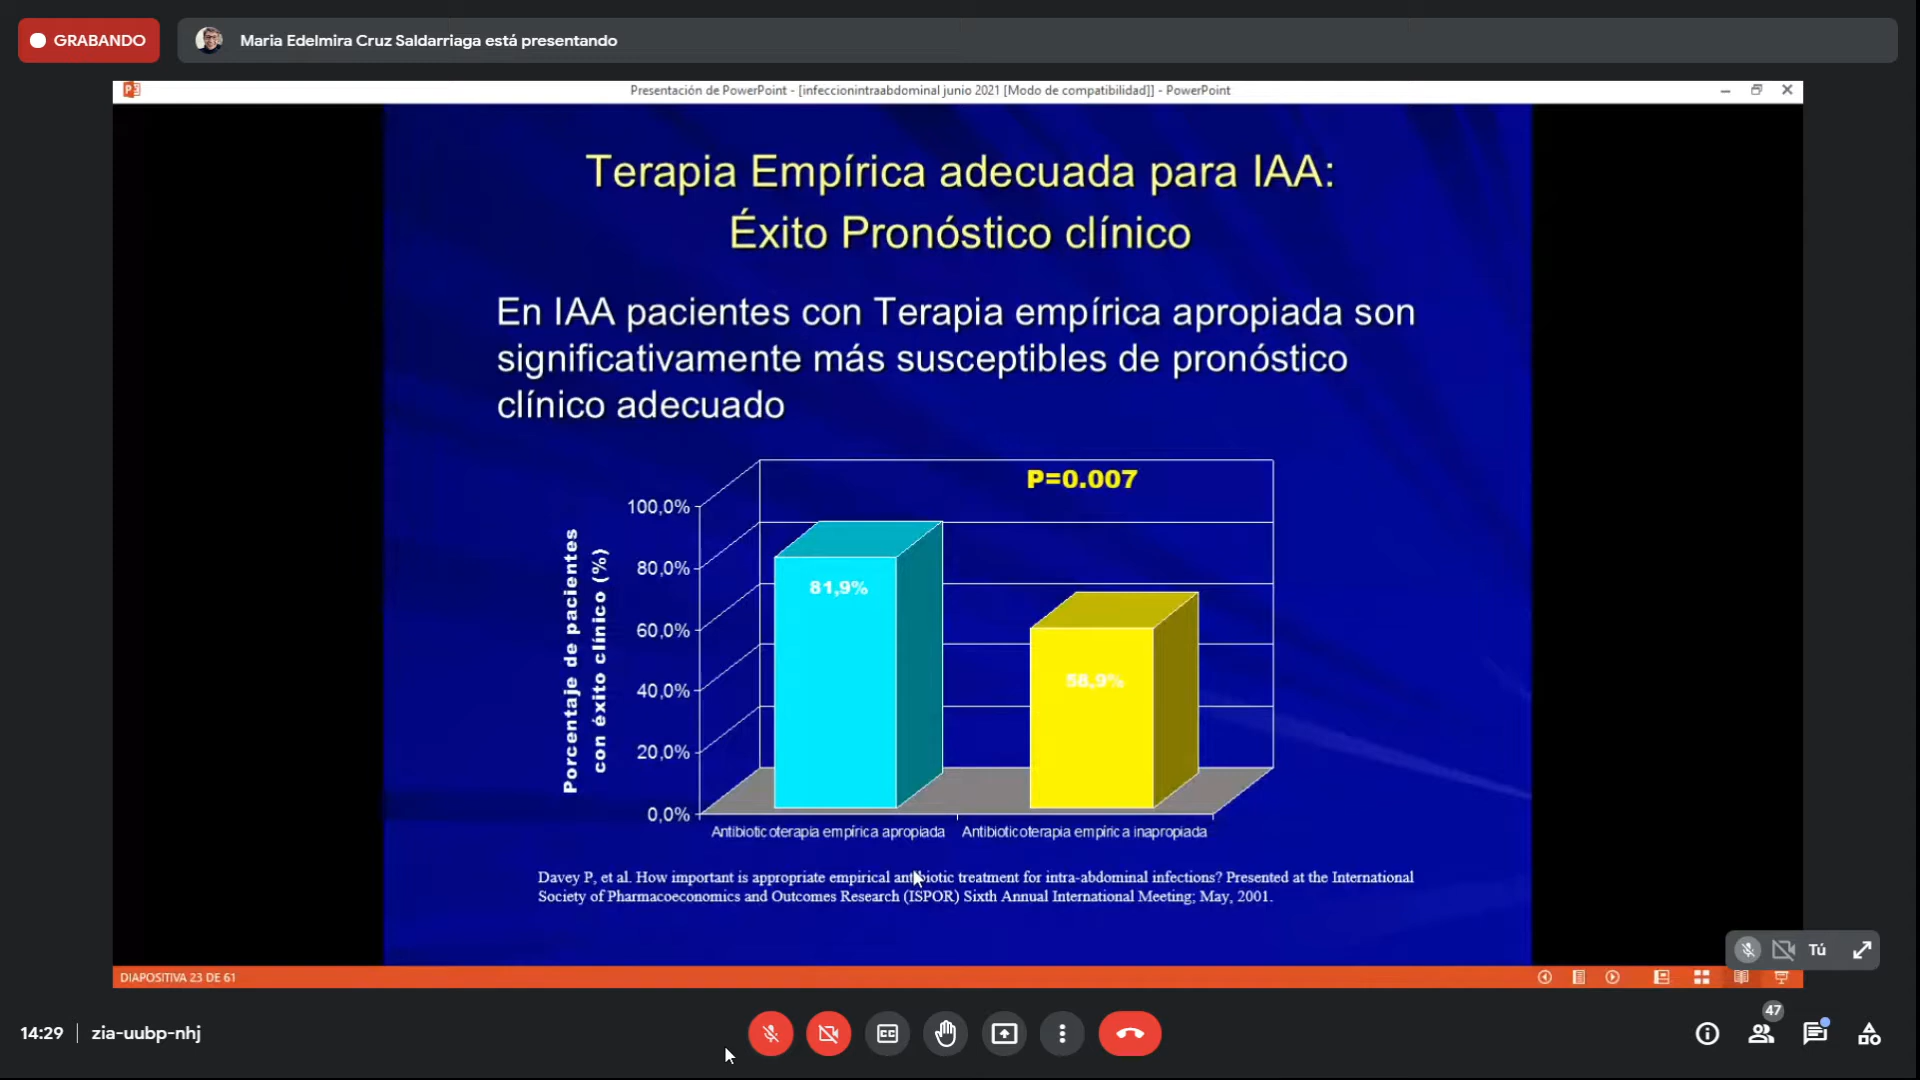 GRABANDO
Maria Edelmira Cruz Saldarriaga está presentando
Presentación de PowerPoint - [infeccionintraabdominal junio 2021 [Modo de compatibilidad]] - PowerPoint
Terapia Empírica adecuada para IAA:
Éxito Pronóstico clínico
En IAA pacientes con Terapia empírica apropiada son
significativamente más susceptibles de pronóstico
clínico adecuado
P=0.007
Porcentaje de pacientes
con éxito clínico (%)
100,0%
80,0%
60,0%
40,0%
20,0%
0,0%
81,9%
58,9%
Antibioticoterapia empírica apropiada
Antibioticoterapia empírica inapropiada
Davey P, et al. How important is appropriate empirical antibiotic treatment for intra-abdominal infections? Presented at the International
Society of Pharmacoeconomics and Outcomes Research (ISPOR) Sixth Annual International Meeting; May, 2001.
Tú
DIAPOSITIVA 23 DE 61
14:29
zia-uubp-nhj
47